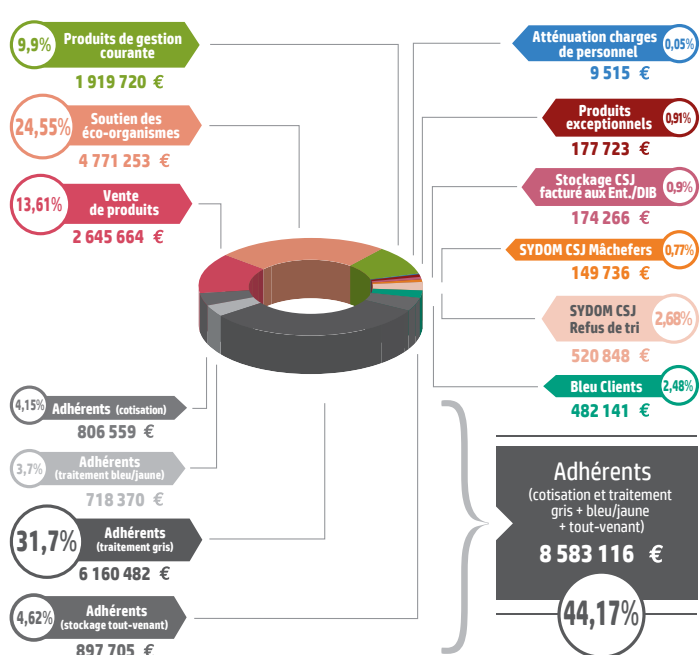 9,9%
Produits de gestion
courante
1 919 720 €
24,55%
Soutien des
éco-organismes
4 771 253 €
13,61%
Vente
de produits
2 645 664 €
Atténuation charges
de personnel
0,05%
9 515 €
Produits
exceptionnels
0,91%
177 723 €
Stockage CSJ
facturé aux Ent./DIB
0,9%
174 266 €
SYDOM CSJ Mâchefers
0,77%
149 736 €
SYDOM CSJ
Refus de tri
2,68%
520 848 €
Bleu Clients
2,48%
482 141 €
4,15%
Adhérents (cotisation)
806 559 €
3,7%
Adhérents
(traitement bleu/jaune)
718 370 €
31,7%
Adhérents
(traitement gris)
6 160 482 €
4,62%
Adhérents
(stockage tout-venant)
897 705 €
Adhérents
(cotisation et traitement
gris + bleu/jaune
+ tout-venant)
8 583 116 €
44,17%